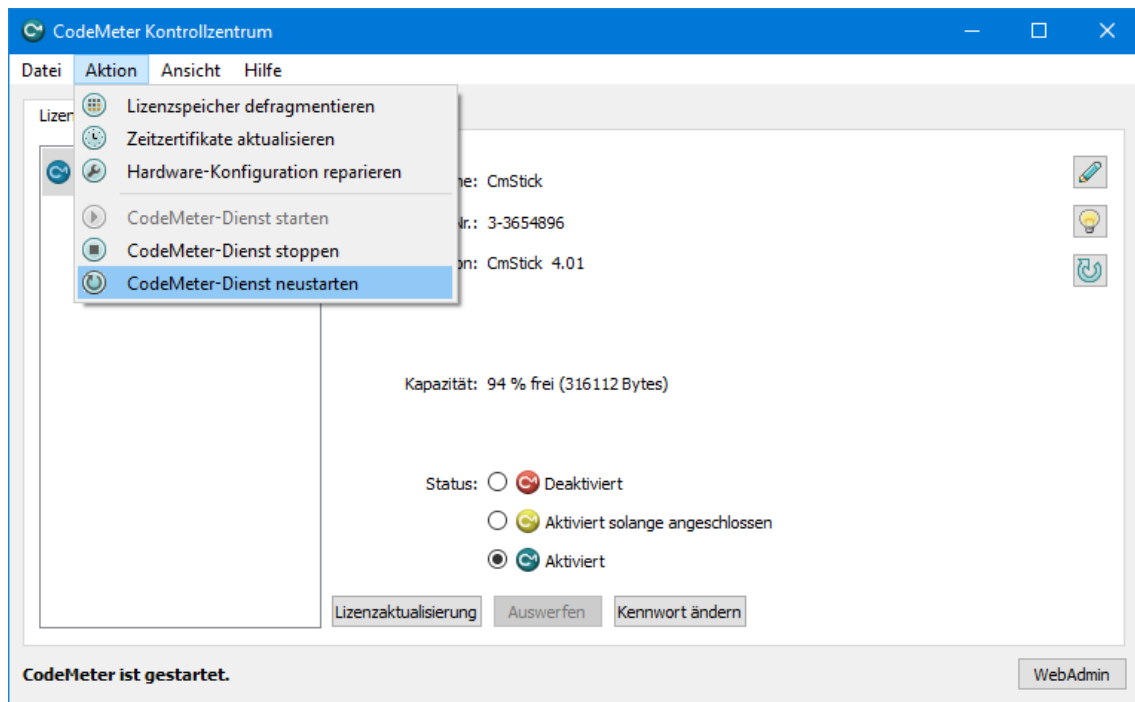 CodeMeter Kontrollzentrum
Datei Aktion Ansicht Hilfe
Lizenzspeicher defragmentieren
Zeitzertifikate aktualisieren
Hardware-Konfiguration reparieren
CodeMeter-Dienst starten
CodeMeter-Dienst stoppen
CodeMeter-Dienst neustarten
CmStick
3-3654896
CmStick 4.01
Kapazität: 94 % frei (316112 Bytes)
Status: Deaktiviert
Aktiviert solange angeschlossen
Aktiviert
Lizenzaktualisierung Auswerfen Kennwort ändern
CodeMeter ist gestartet. WebAdmin